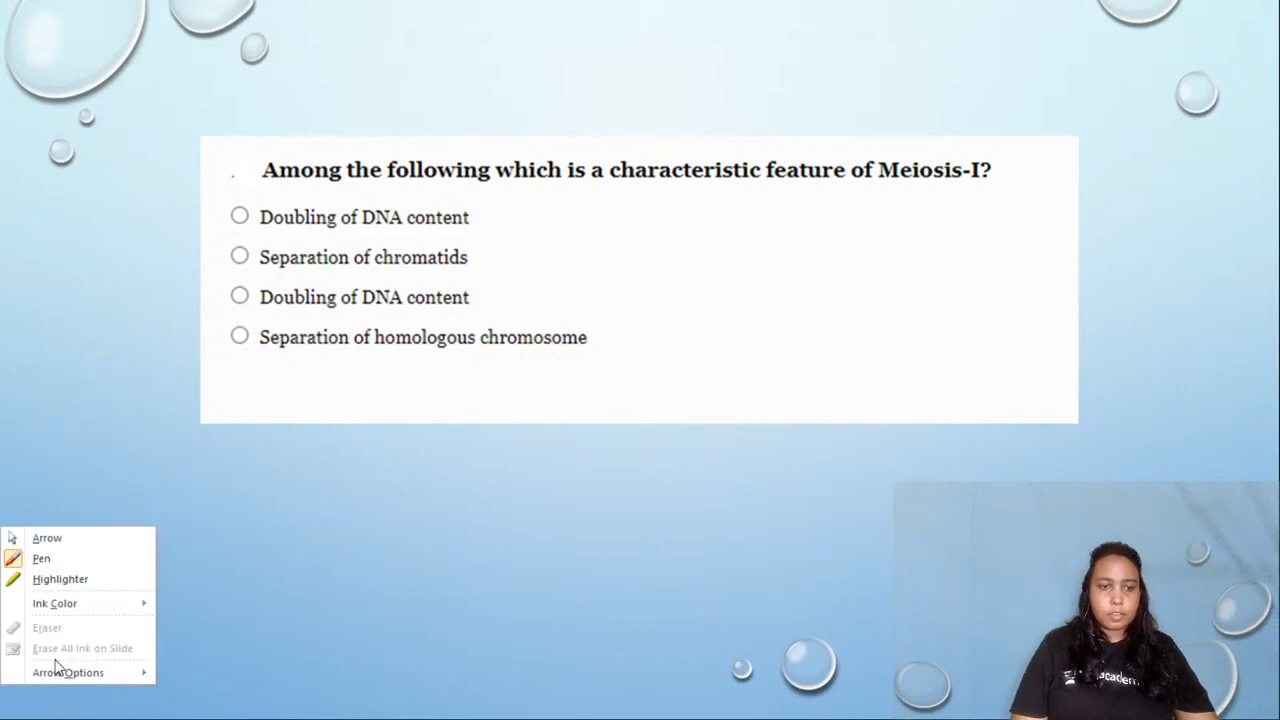 . Among the following which is a characteristic feature of Meiosis-I?
Doubling of DNA content
Separation of chromatids
Doubling of DNA content
Separation of homologous chromosome
Arrow
Pen
Highlighter
Ink Color
Eraser
Erase All Ink on Slide
Arrow Options